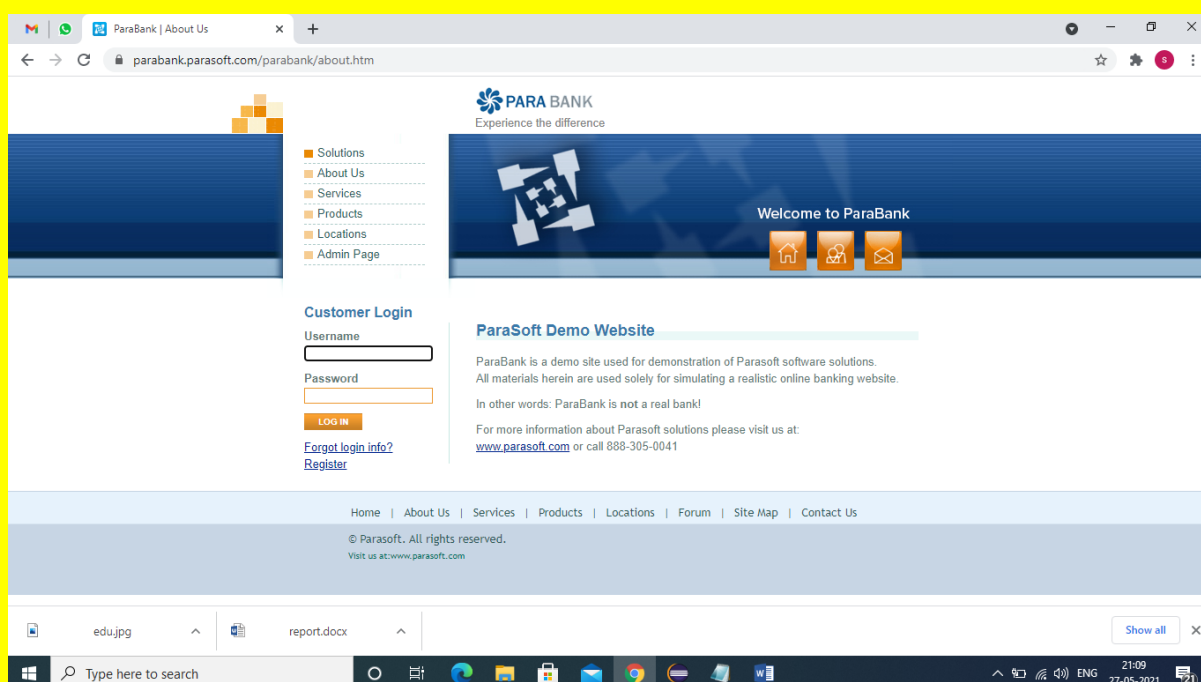 ParaBank | About Us
parabank.parasoft.com/parabank/about.htm
S
PARA BANK
Experience the difference
Solutions
About Us
Services
Products
Locations
Admin Page
Welcome to ParaBank
Customer Login
Username
Password
LOG IN
Forgot login info?
Register
ParaSoft Demo Website
ParaBank is a demo site used for demonstration of Parasoft software solutions.
All materials herein are used solely for simulating a realistic online banking website.
In other words: ParaBank is not a real bank!
For more information about Parasoft solutions please visit us at:
www.parasoft.com or call 888-305-0041
Home | About Us | Services | Products | Locations | Forum | Site Map | Contact Us
© Parasoft. All rights reserved.
Visit us at:www.parasoft.com
edu.jpg
report.docx
Show all
Type here to search
ENG
21:09
27-05-2021
21